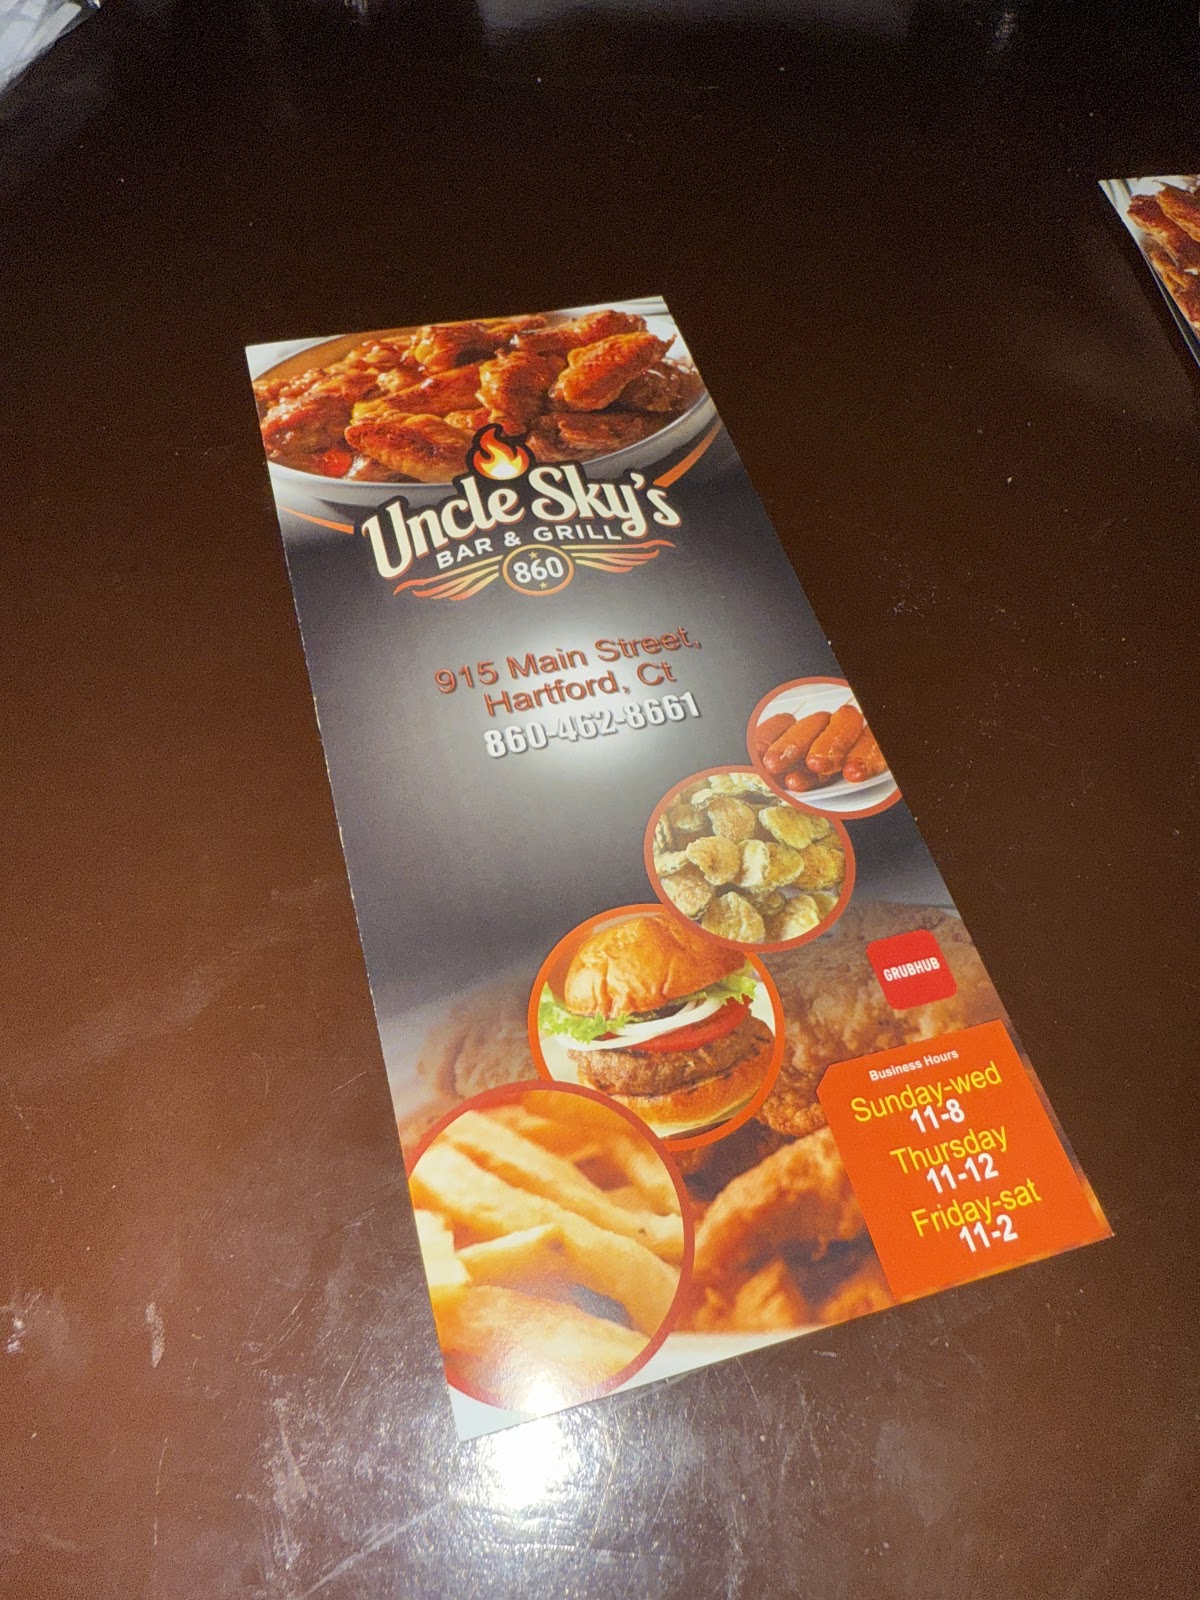 Uncle Sky's
BAR & GRILL
860
915 Main Street,
Hartford, Ct
860-462-8661
GRUBHUB
Business Hours
Sunday-wed
11-8
Thursday
11-12
Friday-sat
11-2